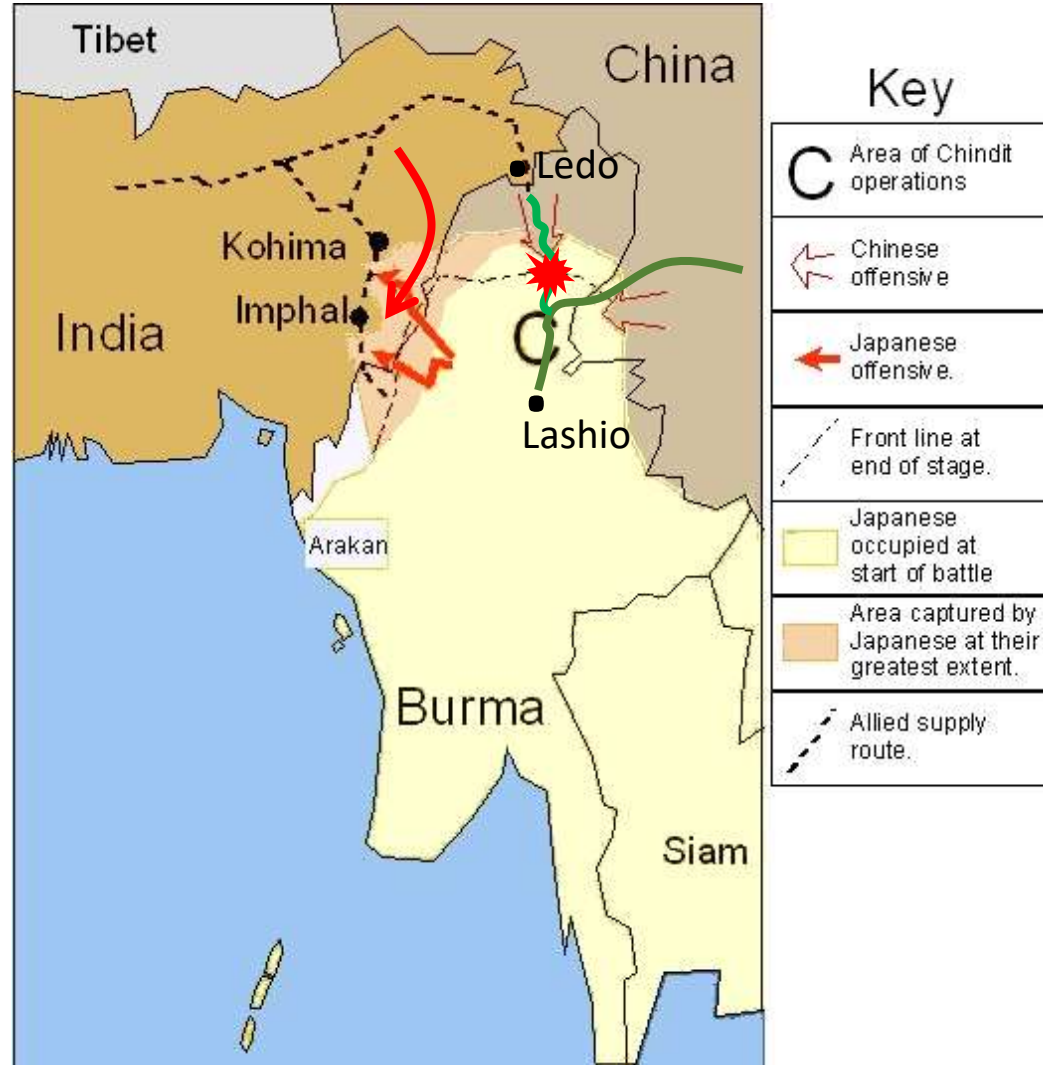 Tibet
China
Key
Ledo
Kohima
Imphal
India
C
Lashio
Arakan
Burma
Siam
C
Area of Chindit
operations
Chinese
offensive
Japanese
offensive.
Front line at
end of stage.
Japanese
occupied at
start of battle
Area captured by
Japanese at their
greatest extent.
Allied supply
route.